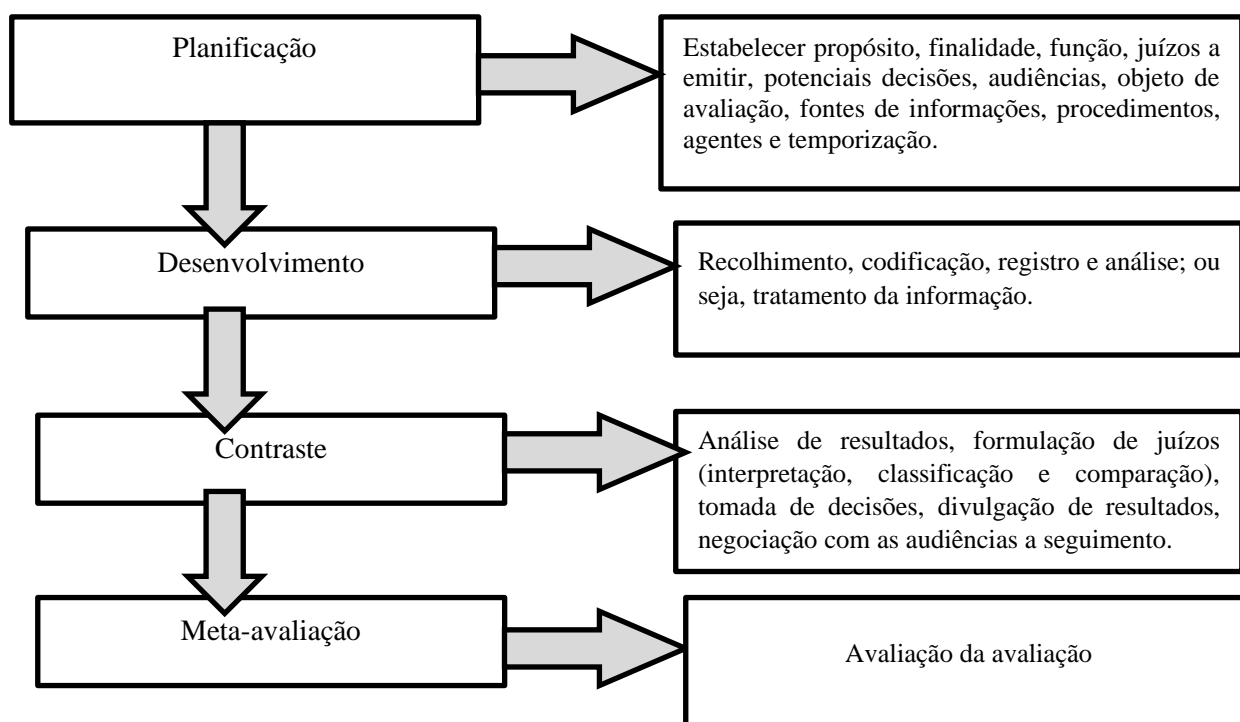 Planificação
Estabelecer propósito, finalidade, função, juízos a
emitir, potenciais decisões, audiências, objeto de
avaliação, fontes de informações, procedimentos,
agentes e temporização.
Desenvolvimento
Recolhimento, codificação, registro e análise; ou
seja, tratamento da informação.
Contraste
Análise de resultados, formulação de juízos
(interpretação, classificação e comparação),
tomada de decisões, divulgação de resultados,
negociação com as audiências a seguimento.
Meta-avaliação
Avaliação da avaliação